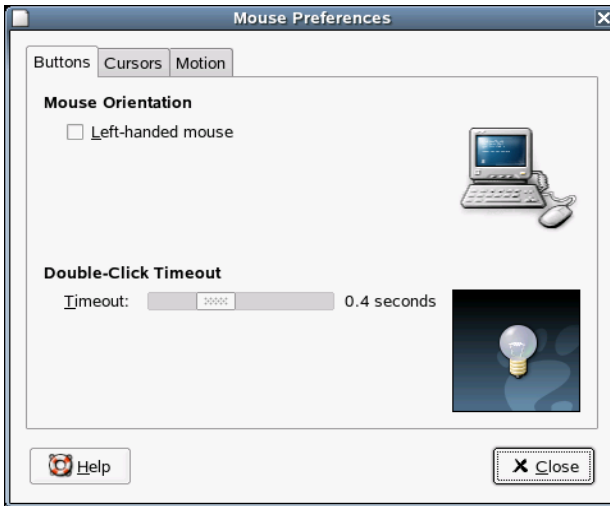 Mouse Preferences
Buttons Cursors Motion
Mouse Orientation
Left-handed mouse
Double-Click Timeout
Timeout: 0.4 seconds
Help Close